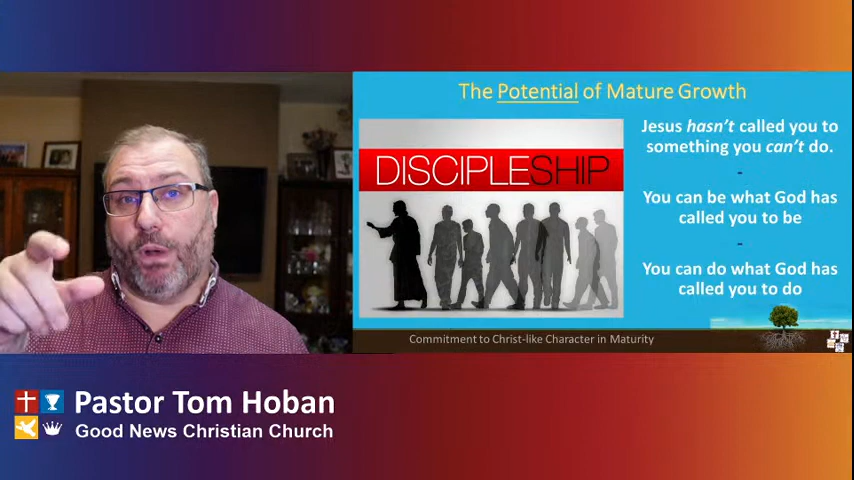 The Potential of Mature Growth
DISCIPLESHIP
Jesus hasn't called you to
something you can't do.
-
You can be what God has
called you to be
-
You can do what God has
called you to do
Commitment to Christ-like Character in Maturity
Pastor Tom Hoban
Good News Christian Church